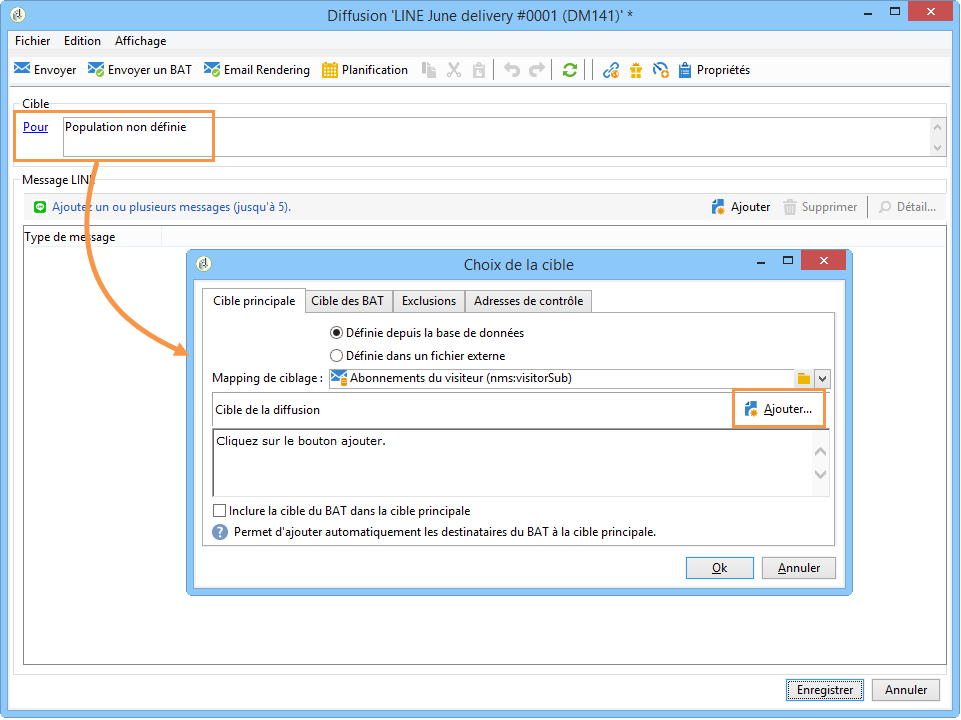 Diffusion 'LINE June delivery #0001 (DM141)' *
Fichier Edition Affichage
Envoyer Envoyer un BAT Email Rendering Planification Propriétés
Cible
Pour Population non définie
Message LINE
Ajoutez un ou plusieurs messages (jusqu'à 5). Ajouter Supprimer Détail...
Type de message
Choix de la cible
Cible principale Cible des BAT Exclusions Adresses de contrôle
Définie depuis la base de données
Définie dans un fichier externe
Mapping de ciblage : Abonnements du visiteur (nms:visitorSub)
Cible de la diffusion Ajouter...
Cliquez sur le bouton ajouter.
Inclure la cible du BAT dans la cible principale
? Permet d'ajouter automatiquement les destinataires du BAT à la cible principale.
Ok Annuler
Enregistrer Annuler